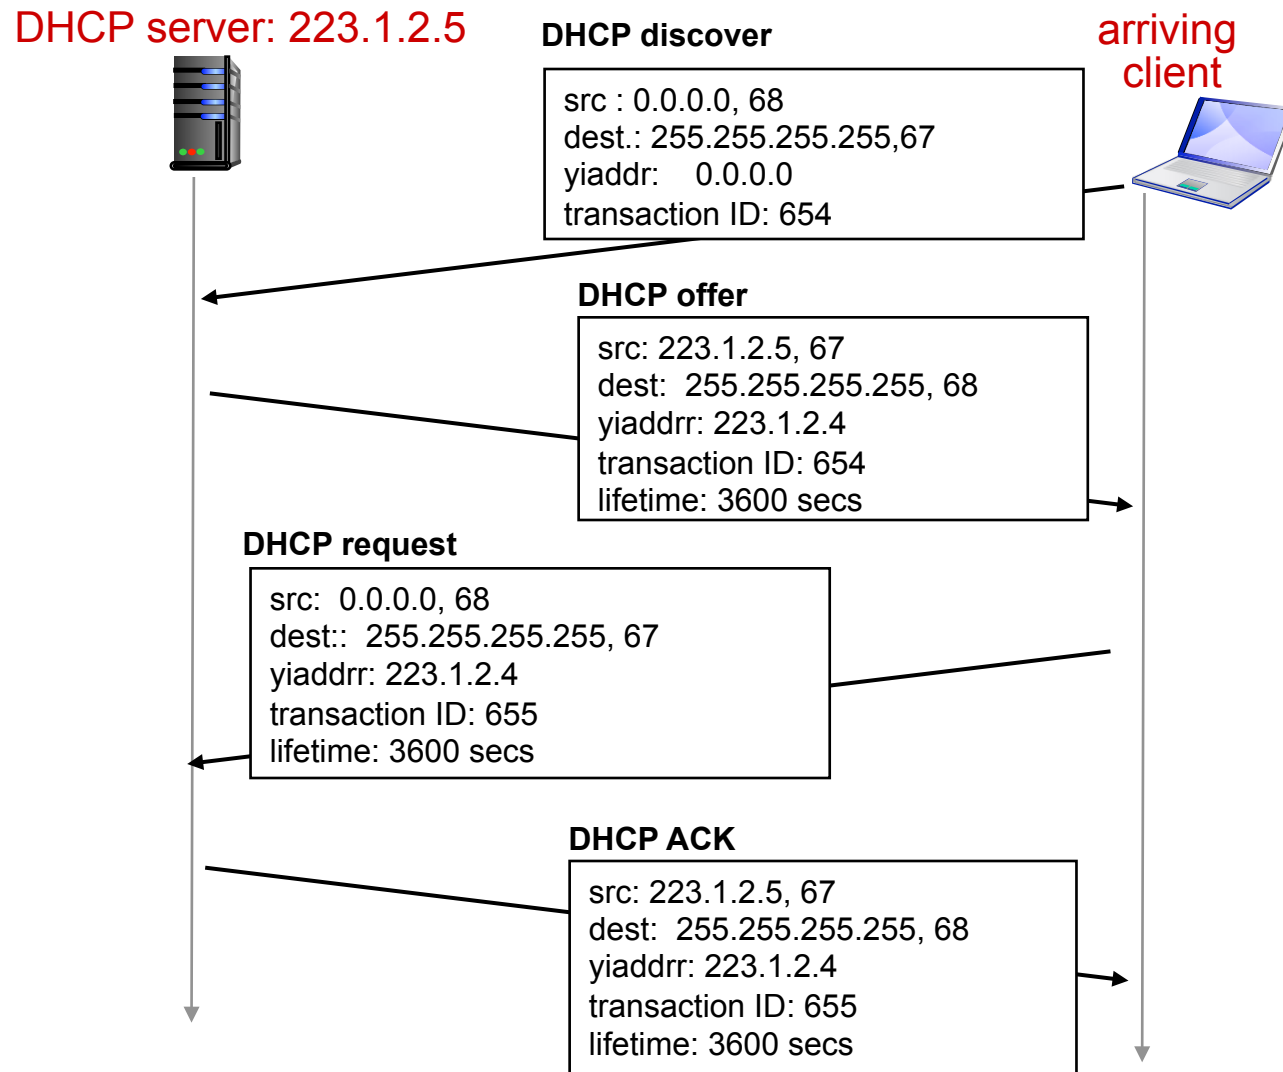 DHCP server: 223.1.2.5
arriving
client
DHCP discover
src : 0.0.0.0, 68
dest.: 255.255.255.255,67
yiaddr: 0.0.0.0
transaction ID: 654
DHCP offer
src: 223.1.2.5, 67
dest: 255.255.255.255, 68
yiaddrr: 223.1.2.4
transaction ID: 654
lifetime: 3600 secs
DHCP request
src: 0.0.0.0, 68
dest:: 255.255.255.255, 67
yiaddrr: 223.1.2.4
transaction ID: 655
lifetime: 3600 secs
DHCP ACK
src: 223.1.2.5, 67
dest: 255.255.255.255, 68
yiaddrr: 223.1.2.4
transaction ID: 655
lifetime: 3600 secs